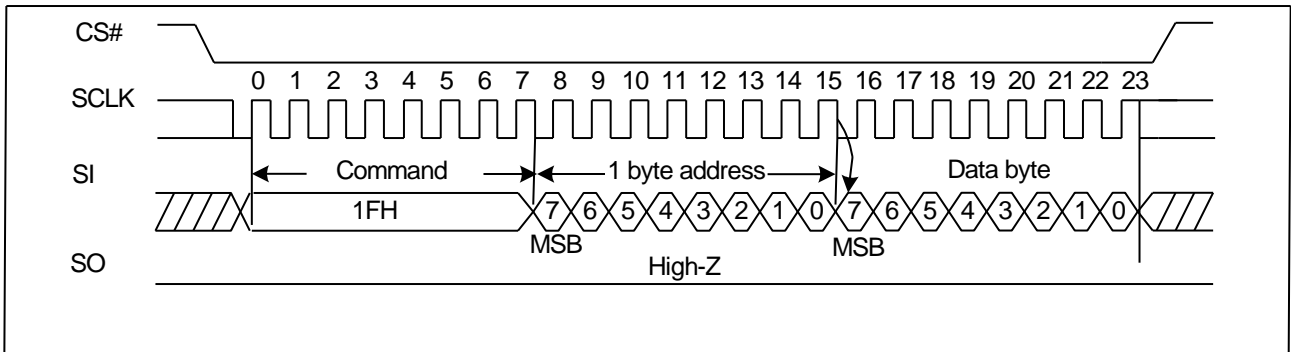 CS#
0 1 2 3 4 5 6 7 8 9 10 11 12 13 14 15 16 17 18 19 20 21 22 23
SCLK
SI Command 1 byte address Data byte
1FH 7 6 5 4 3 2 1 0 7 6 5 4 3 2 1 0
MSB MSB
SO High-Z